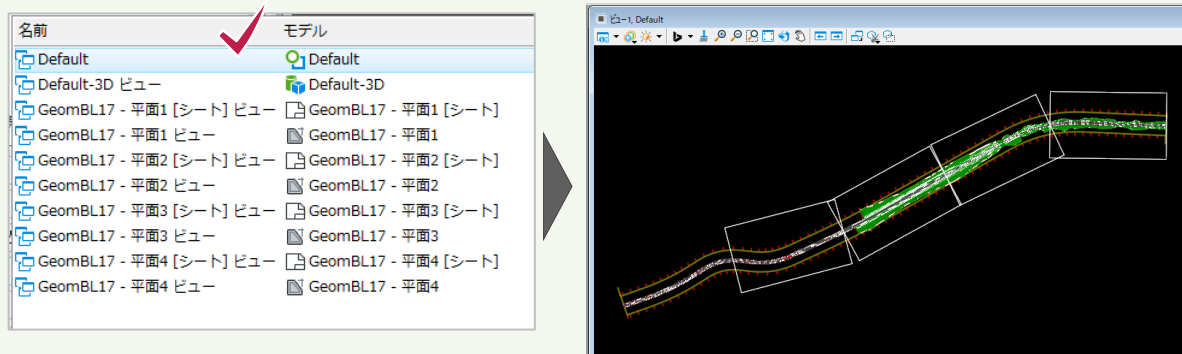 名前 モデル
Default Default
Default-3D ビュー Default-3D
GeomBL17 - 平面1 [シート] ビュー GeomBL17 - 平面1 [シート]
GeomBL17 - 平面1 ビュー GeomBL17 - 平面1
GeomBL17 - 平面2 [シート] ビュー GeomBL17 - 平面2 [シート]
GeomBL17 - 平面2 ビュー GeomBL17 - 平面2
GeomBL17 - 平面3 [シート] ビュー GeomBL17 - 平面3 [シート]
GeomBL17 - 平面3 ビュー GeomBL17 - 平面3
GeomBL17 - 平面4 [シート] ビュー GeomBL17 - 平面4 [シート]
GeomBL17 - 平面4 ビュー GeomBL17 - 平面4
ビュー1, Default